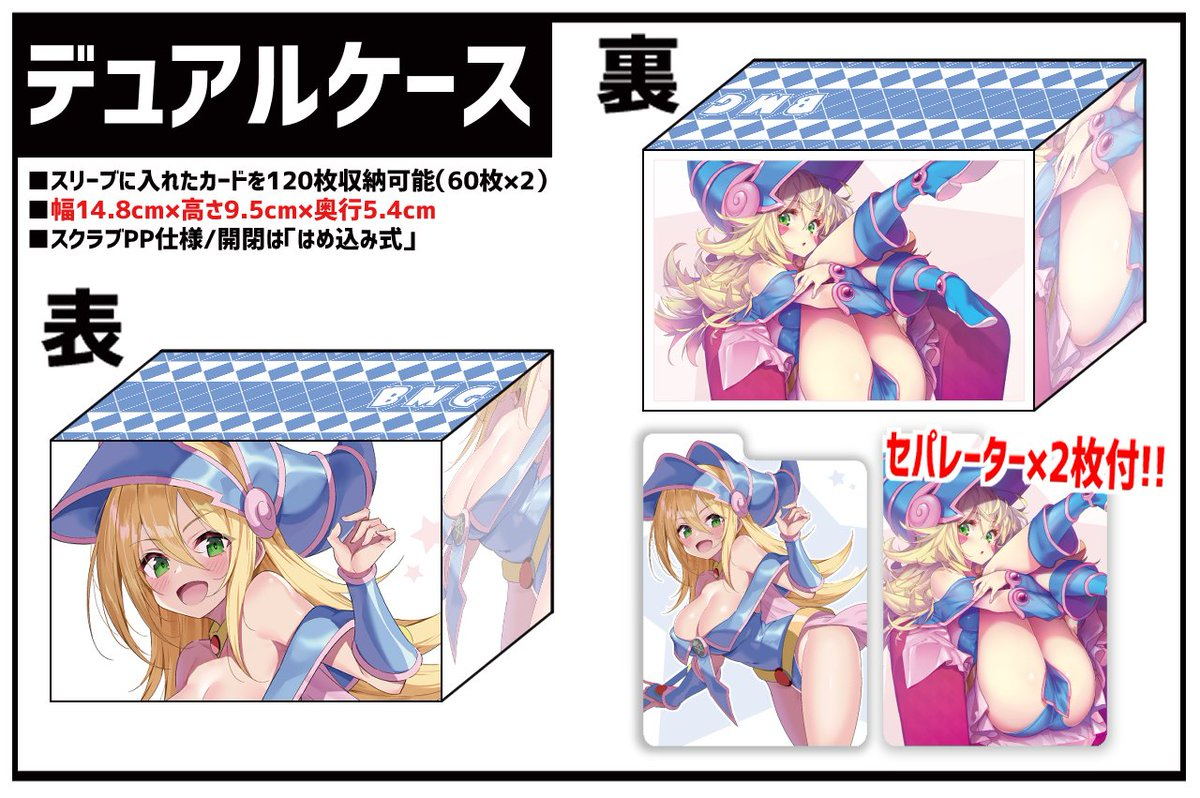 デュアルケース
■スリーブに入れたカードを120枚収納可能(60枚×2)
■幅14.8cm×高さ9.5cm×奥行5.4cm
■スクラブPP仕様/開閉は「はめ込み式」
表
BMG
裏
BMG
セパレーター×2枚付!!